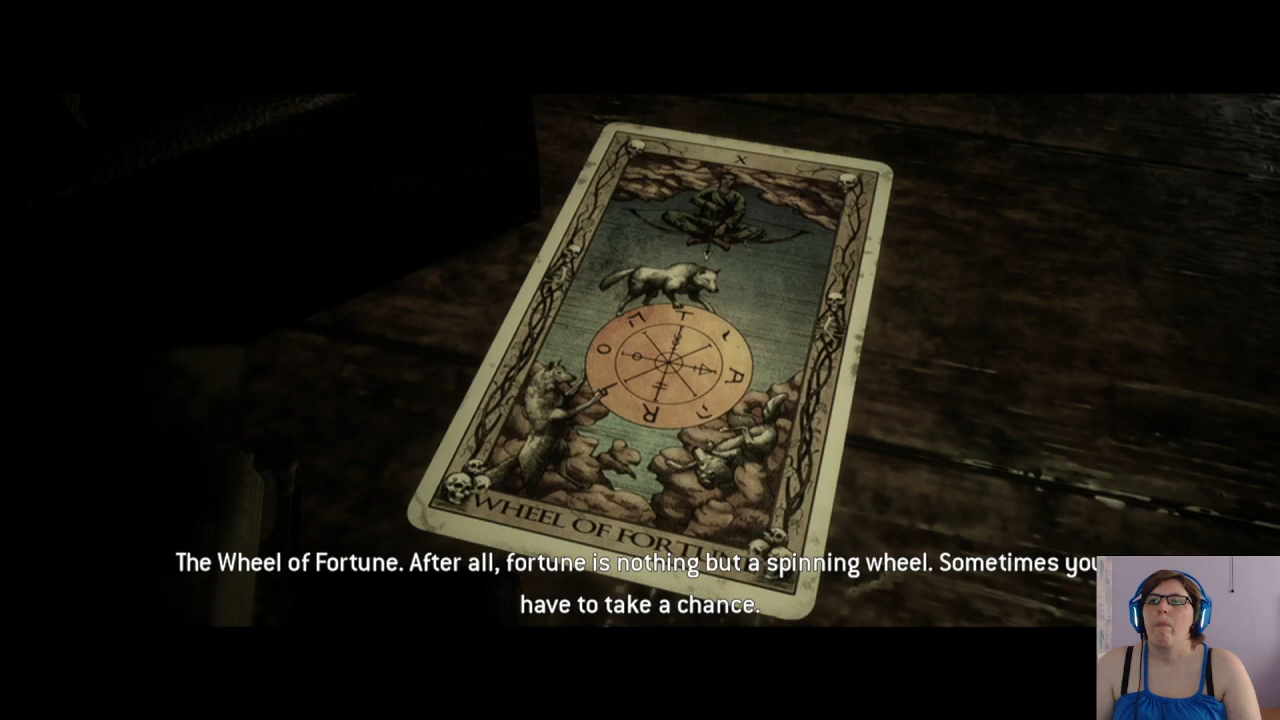 X
WHEEL OF FORTUNE
The Wheel of Fortune. After all, fortune is nothing but a spinning wheel. Sometimes you
have to take a chance.